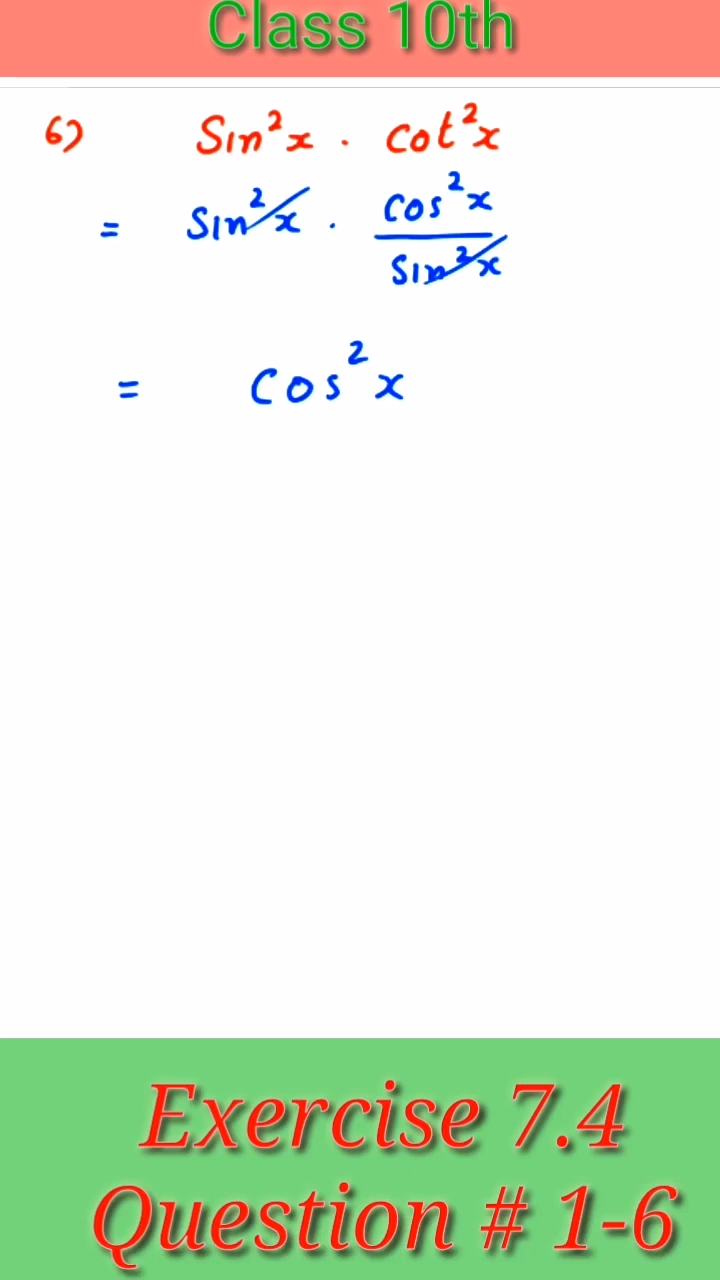 Class 10th
6) Sin²x . cot²x
= sin²x . cos²x / sin²x
= cos²x
Exercise 7.4
Question # 1-6